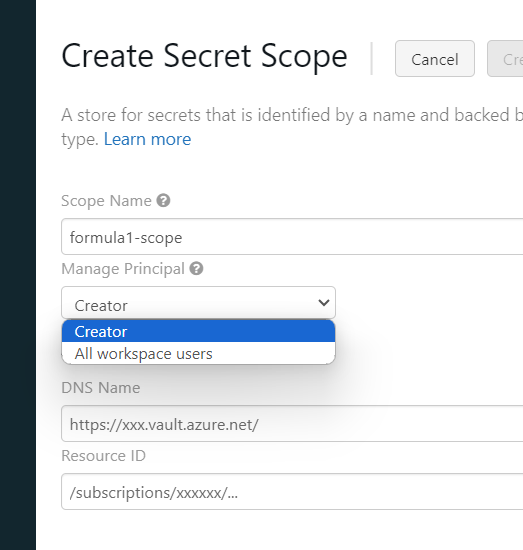 Create Secret Scope
Cancel
Cre
A store for secrets that is identified by a name and backed b
type. Learn more
Scope Name ?
formula1-scope
Manage Principal ?
Creator
Creator
All workspace users
DNS Name
https://xxx.vault.azure.net/
Resource ID
/subscriptions/xxxxxx/...